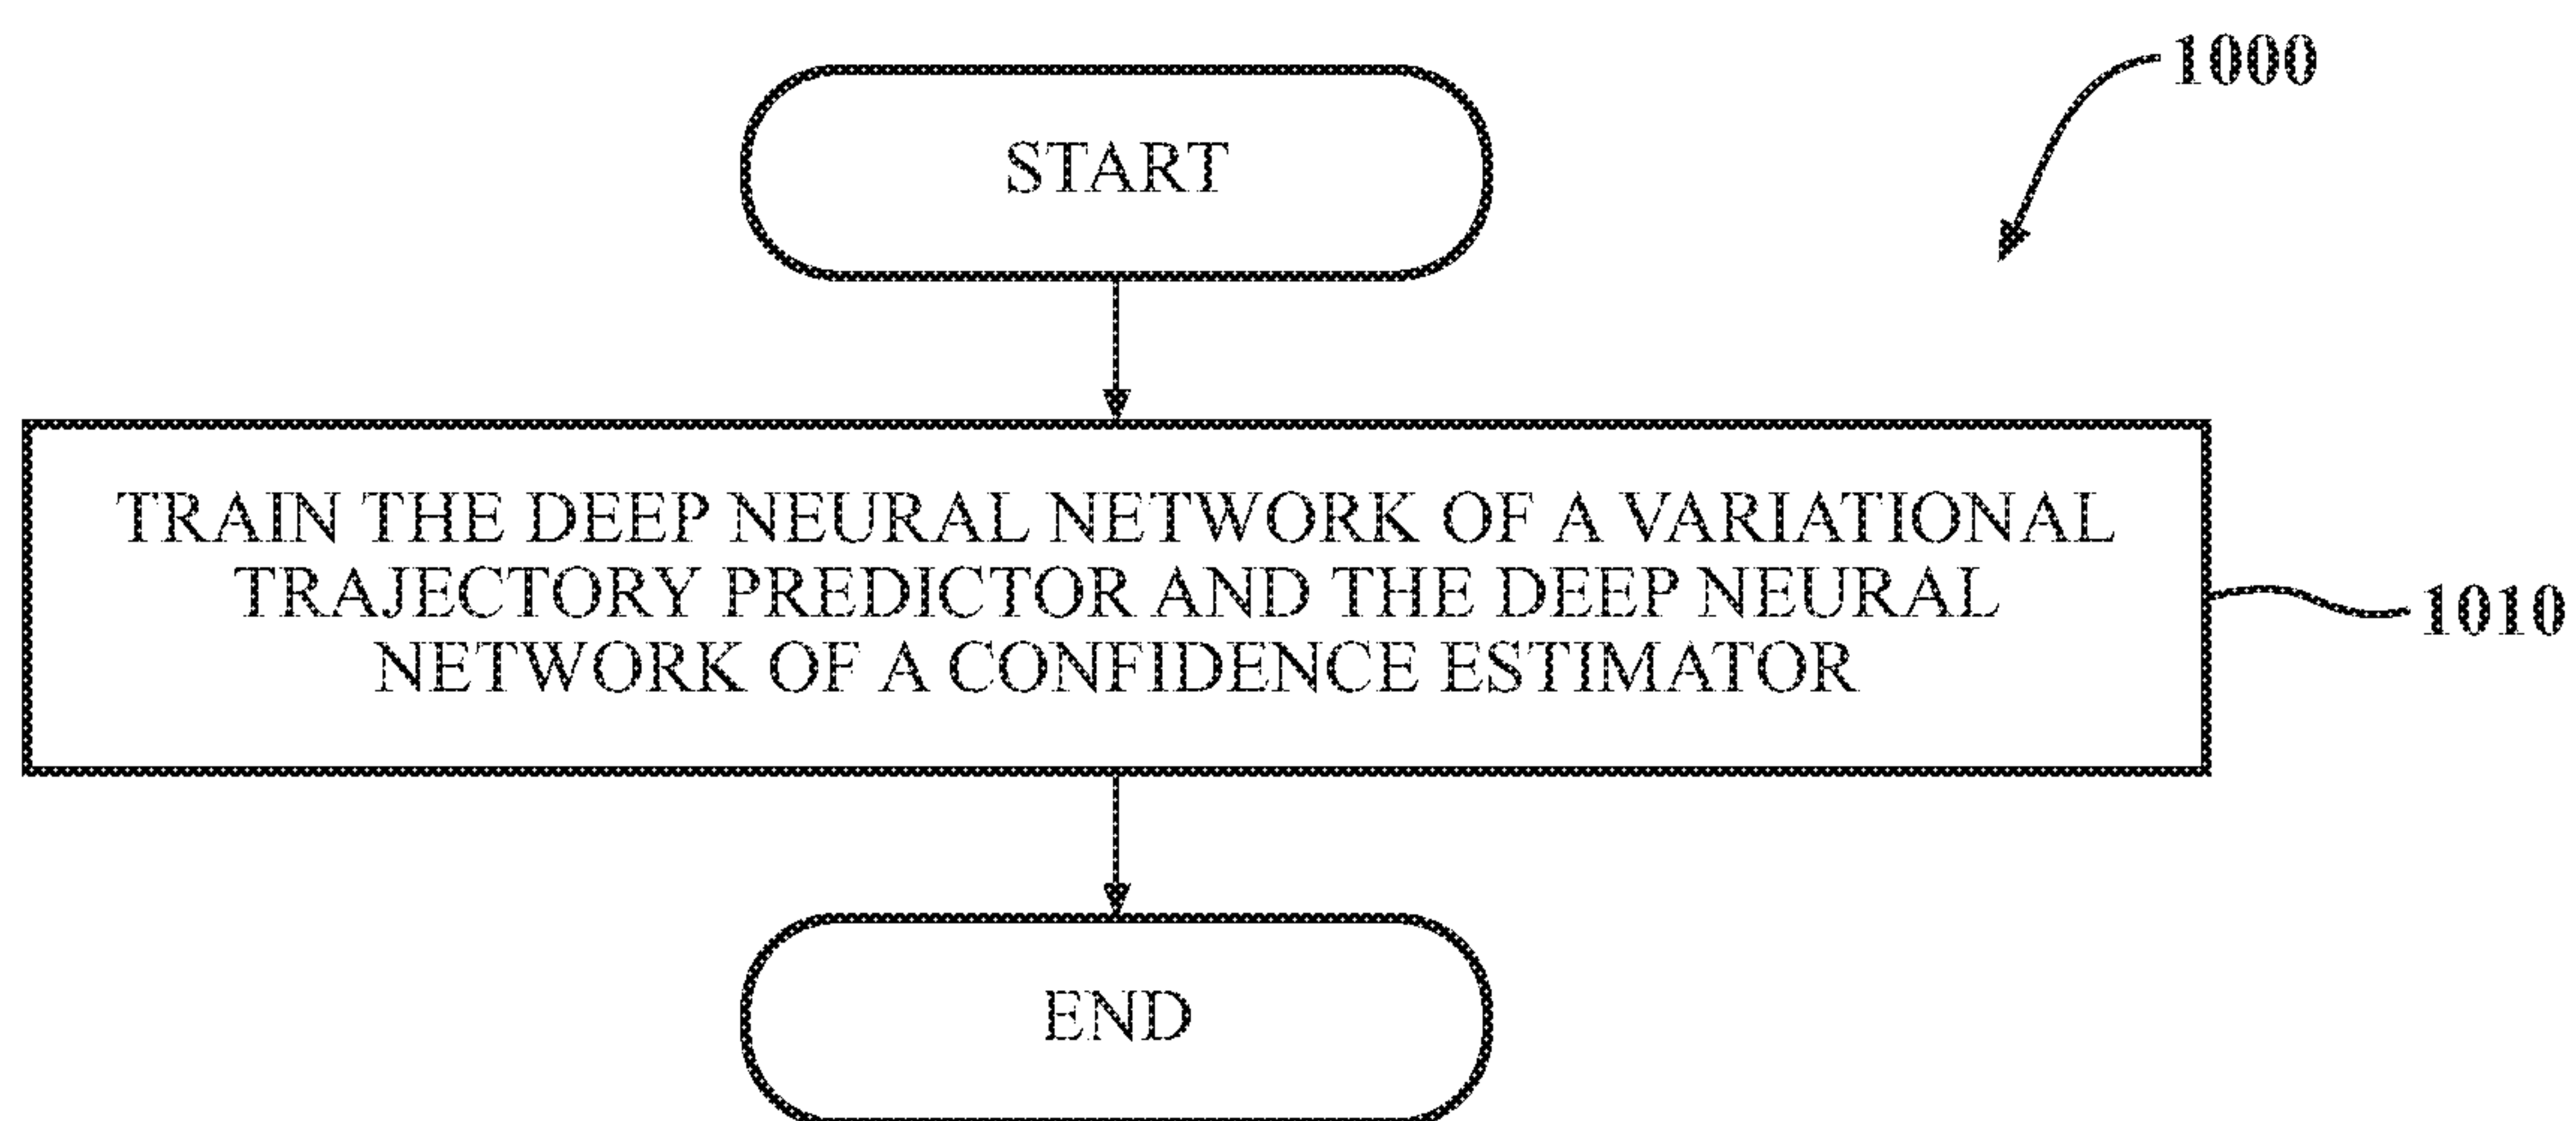 1000
START
TRAIN THE DEEP NEURAL NETWORK OF A VARIATIONAL
TRAJECTORY PREDICTOR AND THE DEEP NEURAL
NETWORK OF A CONFIDENCE ESTIMATOR
1010
END